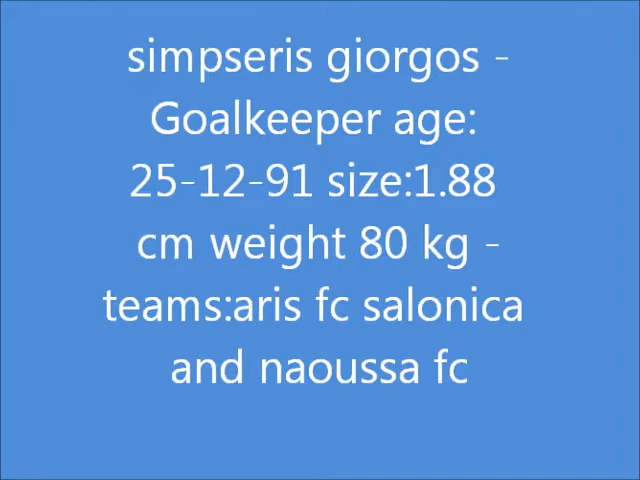 simpseris giorgos -
Goalkeeper age:
25-12-91 size:1.88
cm weight 80 kg -
teams:aris fc salonica
and naoussa fc